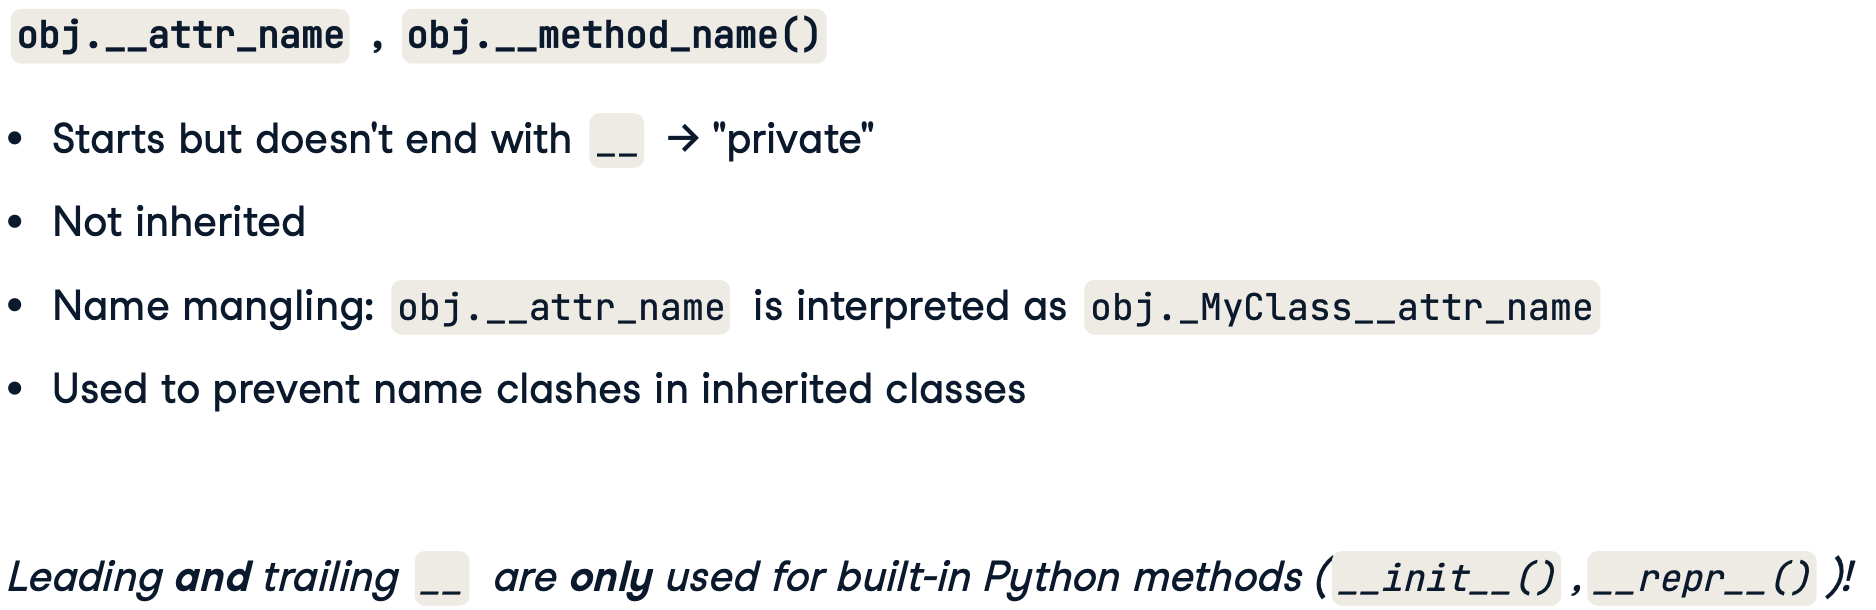 obj.__attr_name , obj.__method_name()
• Starts but doesn't end with __ → "private"
• Not inherited
• Name mangling: obj.__attr_name is interpreted as obj._MyClass__attr_name
• Used to prevent name clashes in inherited classes
Leading and trailing __ are only used for built-in Python methods (__init__() , __repr__() )!